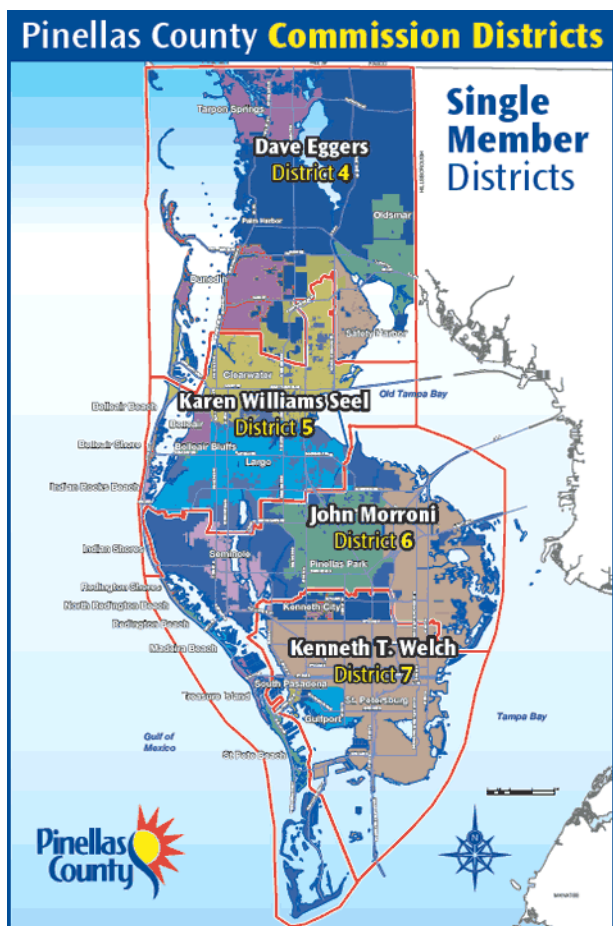 Pinellas County Commission Districts
Single
Member
Districts
Tarpon Springs
Dave Eggers
District 4
HILLSBOROUGH
Oldsmar
Palm Harbor
Dunedin
Safety Harbor
Clearwater
Old Tampa Bay
Karen Williams Seel
District 5
Belleair Beach
Belleair
Belleair Shore
Belleair Bluffs
Largo
Indian Rocks Beach
John Morroni
District 6
Indian Shores
Seminole
Pinellas Park
Redington Shores
North Redington Beach
Kenneth City
Redington Beach
Madeira Beach
Kenneth T. Welch
District 7
South Pasadena
Treasure Island
St. Petersburg
Gulfport
Tampa Bay
Gulf of
Mexico
St Pete Beach
Pinellas
County
N
MANATEE